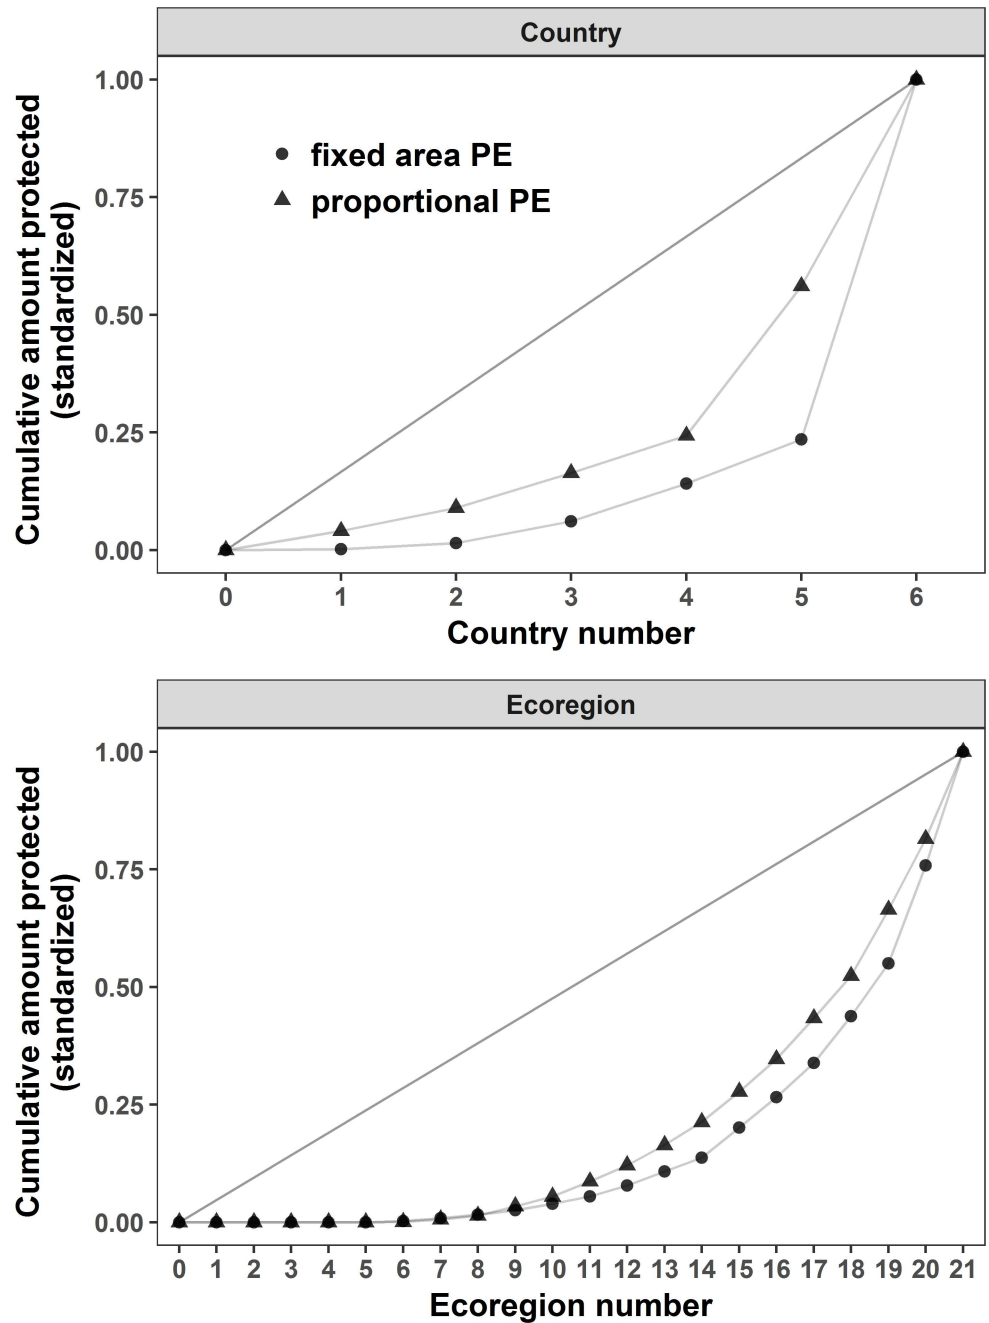 Country
Cumulative amount protected
(standardized)
1.00
0.75
0.50
0.25
0.00
fixed area PE
proportional PE
0 1 2 3 4 5 6
Country number
Ecoregion
Cumulative amount protected
(standardized)
1.00
0.75
0.50
0.25
0.00
0 1 2 3 4 5 6 7 8 9 10 11 12 13 14 15 16 17 18 19 20 21
Ecoregion number